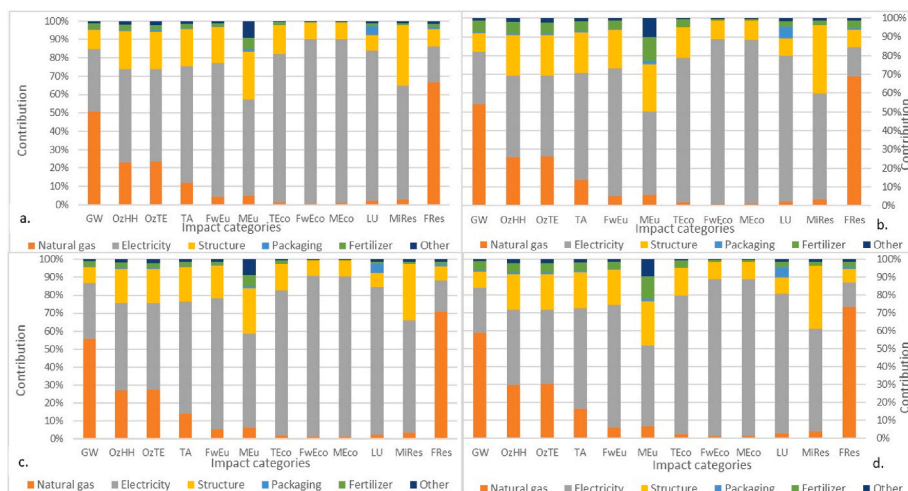 100%
90%
80%
70%
60%
50%
40%
30%
20%
10%
0%
Contribution
GW OzHH OzTE TA FwEu MEu TEco FwEco MEco LU MiRes FRes
Impact categories
a.
Natural gas Electricity Structure Packaging Fertilizer Other
100%
90%
80%
70%
60%
50%
40%
30%
20%
10%
0%
Contribution
GW OzHH OzTE TA FwEu MEu TEco FwEco MEco LU MiRes FRes
Impact categories
b.
Natural gas Electricity Structure Packaging Fertilizer Other
100%
90%
80%
70%
60%
50%
40%
30%
20%
10%
0%
Contribution
GW OzHH OzTE TA FwEu MEu TEco FwEco MEco LU MiRes FRes
Impact categories
c.
Natural gas Electricity Structure Packaging Fertilizer Other
100%
90%
80%
70%
60%
50%
40%
30%
20%
10%
0%
Contribution
GW OzHH OzTE TA FwEu MEu TEco FwEco MEco LU MiRes FRes
Impact categories
d.
Natural gas Electricity Structure Packaging Fertilizer Other